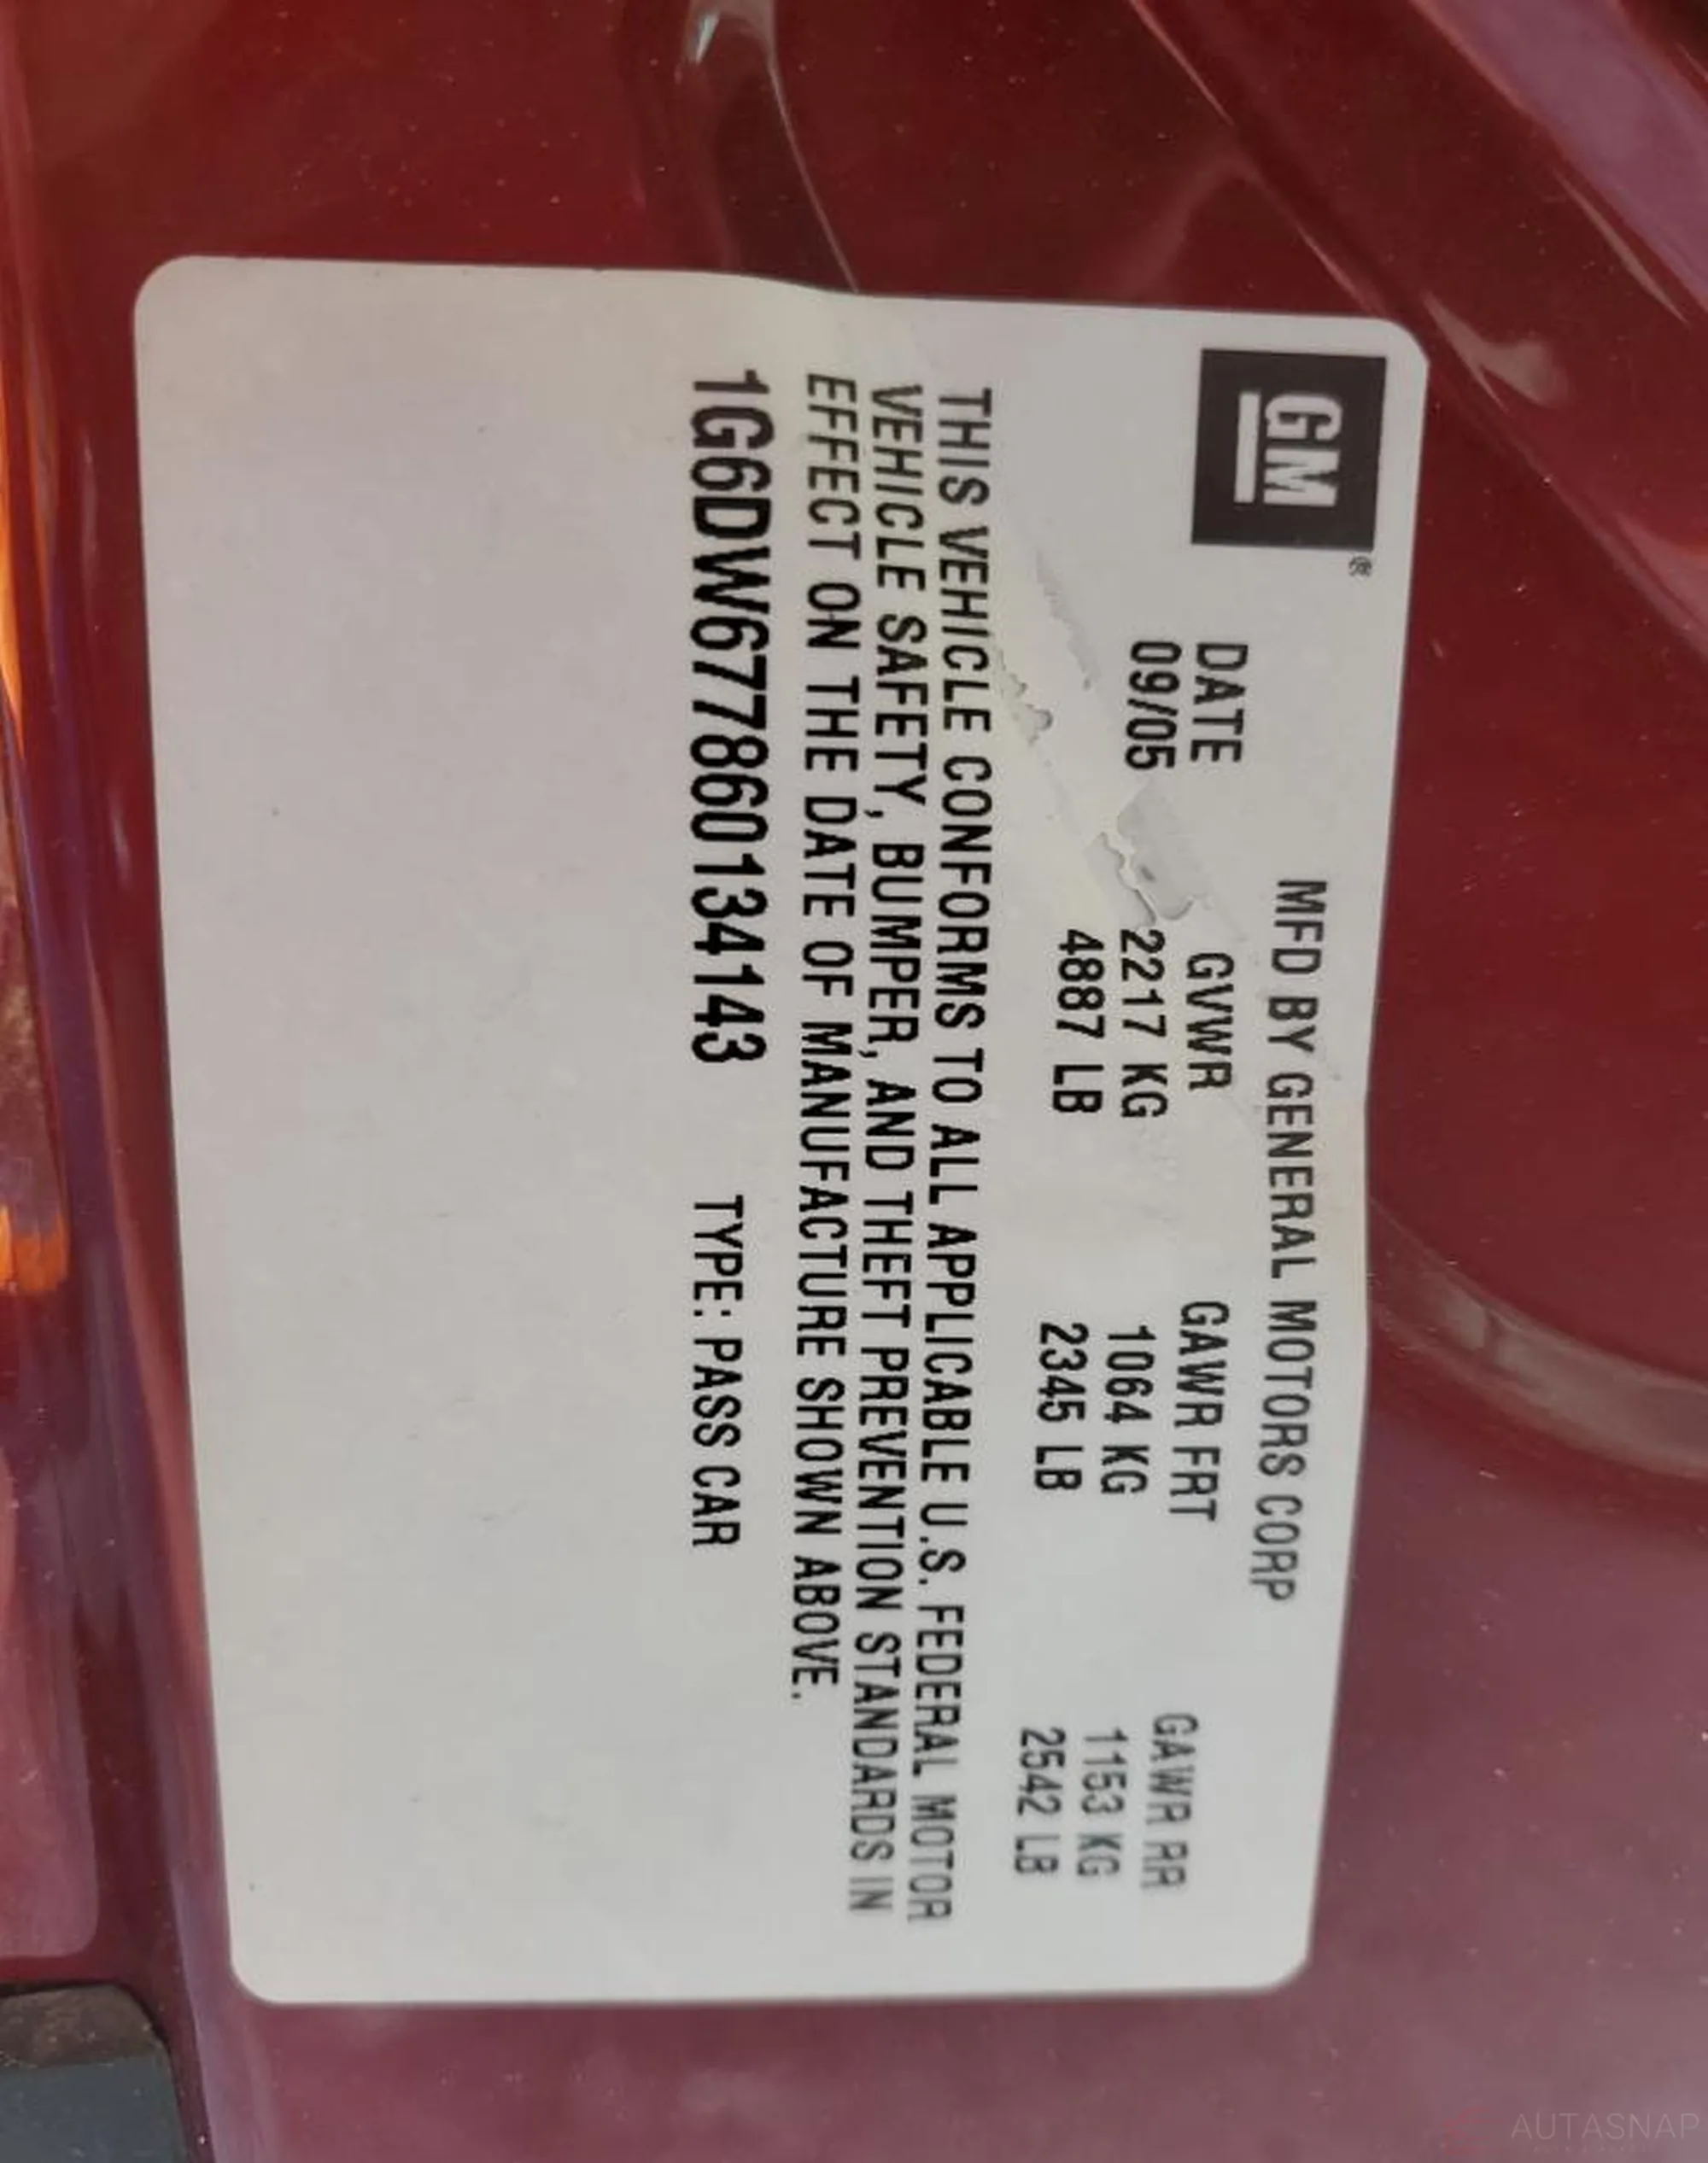 GM®
MFD BY GENERAL MOTORS CORP
DATE GVWR GAWR FRT GAWR RR
09/05 2217 KG 1064 KG 1153 KG
4887 LB 2345 LB 2542 LB
THIS VEHICLE CONFORMS TO ALL APPLICABLE U.S. FEDERAL MOTOR
VEHICLE SAFETY, BUMPER, AND THEFT PREVENTION STANDARDS IN
EFFECT ON THE DATE OF MANUFACTURE SHOWN ABOVE.
1G6DW677860134143 TYPE: PASS CAR
AUTASNAP